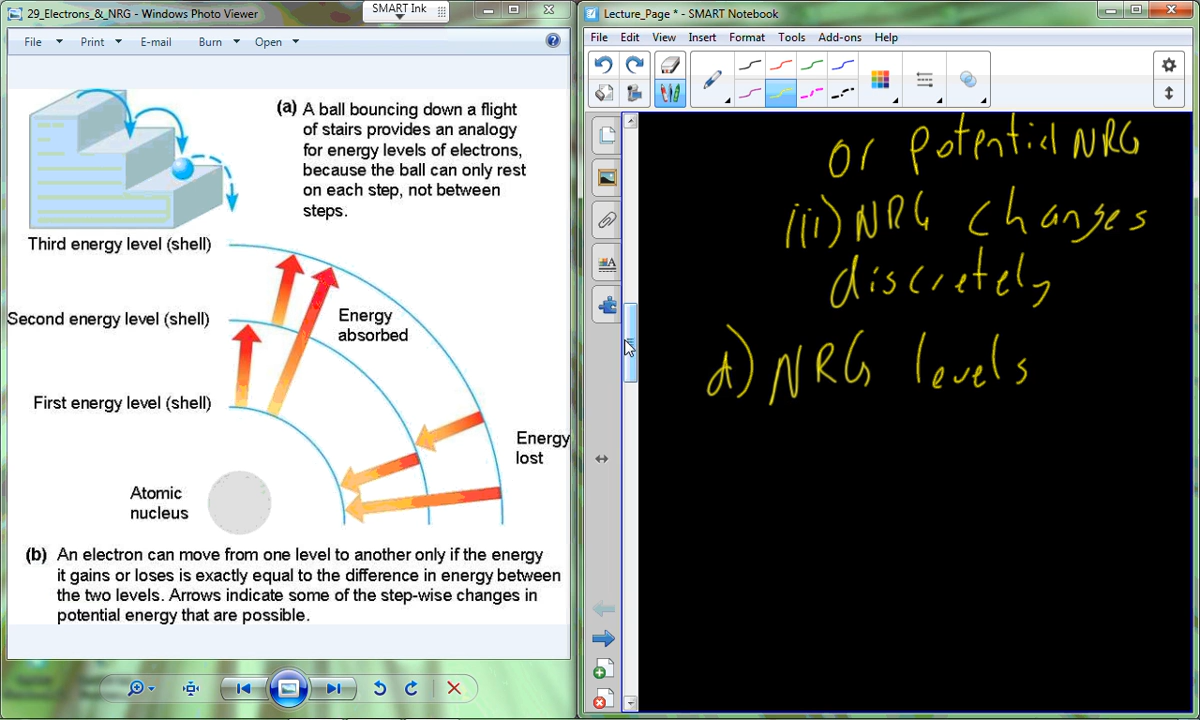 29_Electrons_&_NRG - Windows Photo Viewer
SMART Ink
File Print E-mail Burn Open
(a) A ball bouncing down a flight
of stairs provides an analogy
for energy levels of electrons,
because the ball can only rest
on each step, not between
steps.
Third energy level (shell)
Second energy level (shell)
Energy
absorbed
First energy level (shell)
Energy
lost
Atomic
nucleus
(b) An electron can move from one level to another only if the energy
it gains or loses is exactly equal to the difference in energy between
the two levels. Arrows indicate some of the step-wise changes in
potential energy that are possible.
Lecture_Page * - SMART Notebook
File Edit View Insert Format Tools Add-ons Help
or potential NRG
iii) NRG changes
discretely
d) NRG levels